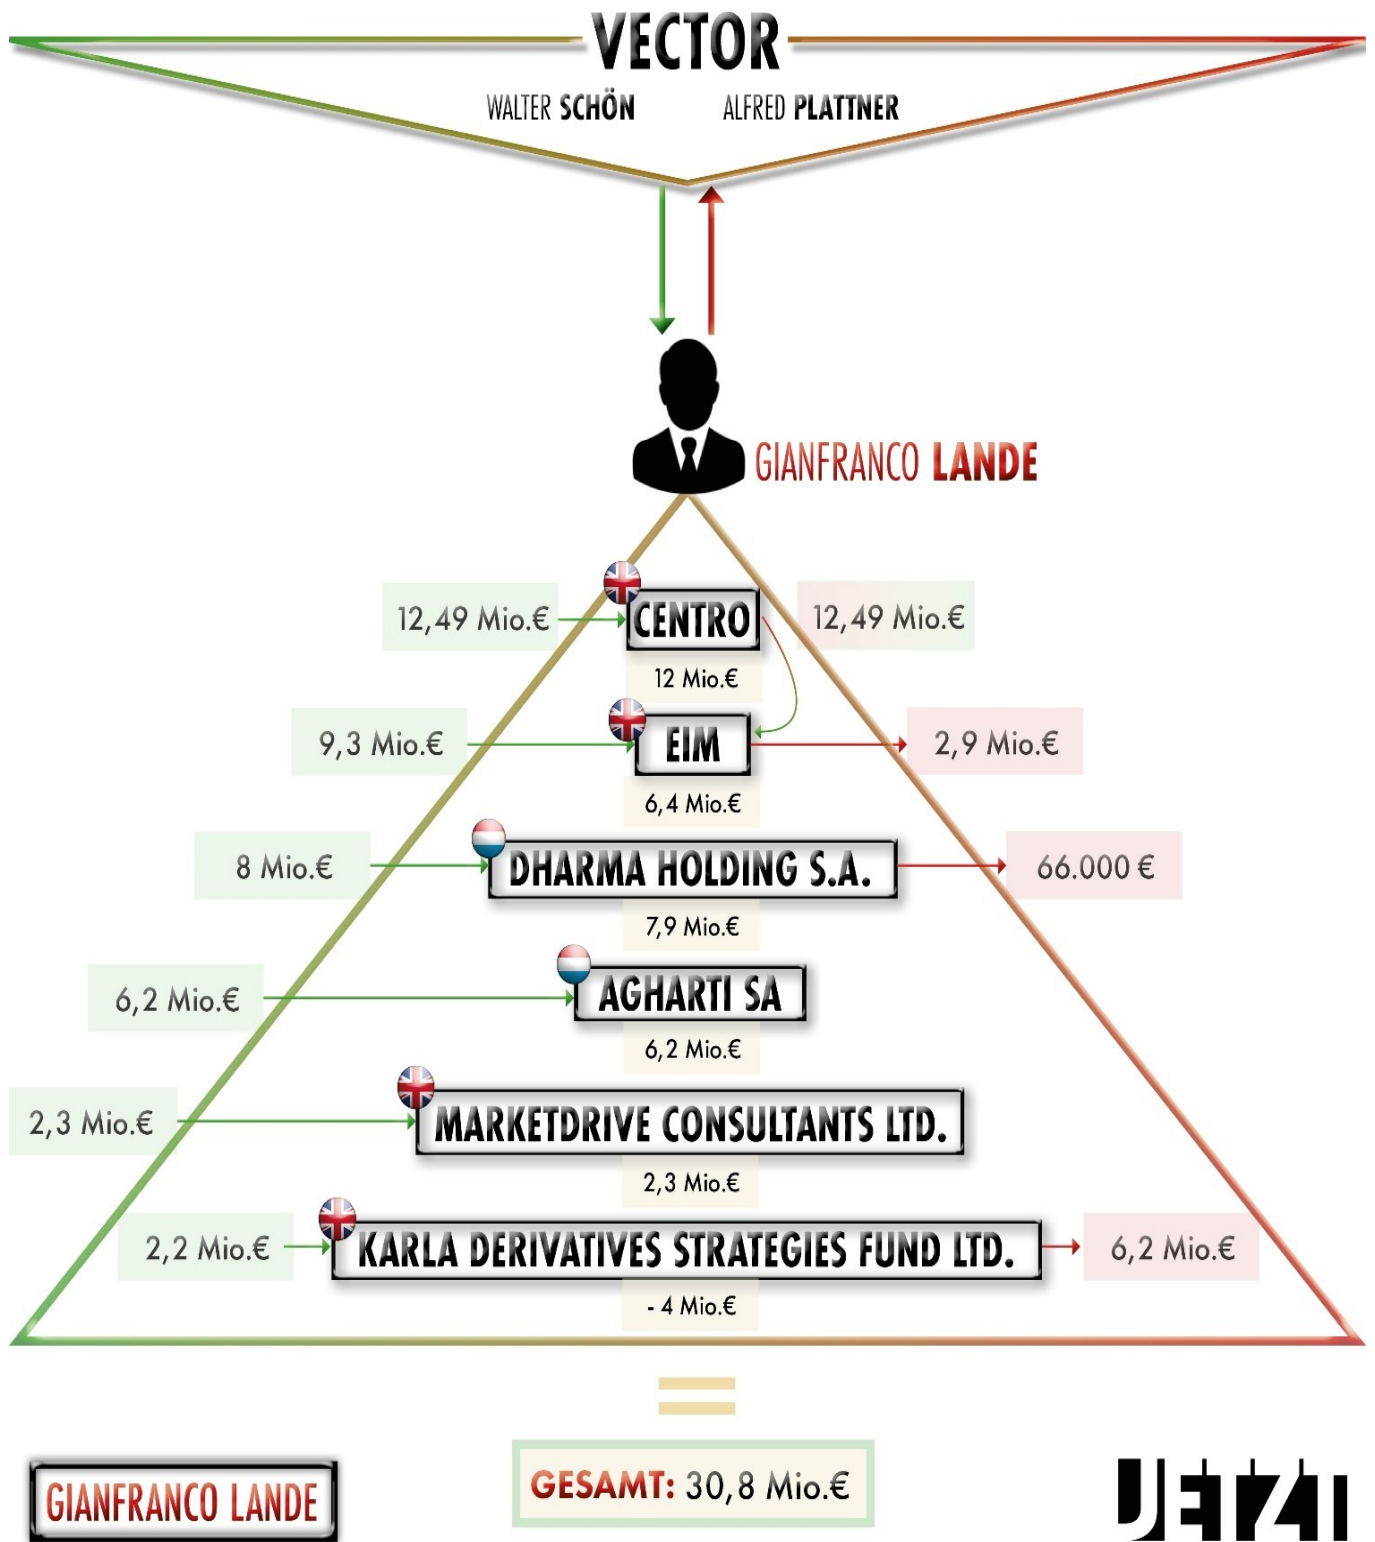 VECTOR
WALTER SCHÖN ALFRED PLATTNER
GIANFRANCO LANDE
12,49 Mio.€ CENTRO 12,49 Mio.€
12 Mio.€
9,3 Mio.€ EIM 2,9 Mio.€
6,4 Mio.€
8 Mio.€ DHARMA HOLDING S.A. 66.000 €
7,9 Mio.€
6,2 Mio.€ AGHARTI SA
6,2 Mio.€
2,3 Mio.€ MARKETDRIVE CONSULTANTS LTD.
2,3 Mio.€
2,2 Mio.€ KARLA DERIVATIVES STRATEGIES FUND LTD. 6,2 Mio.€
- 4 Mio.€
=
GIANFRANCO LANDE GESAMT: 30,8 Mio.€ JETZT